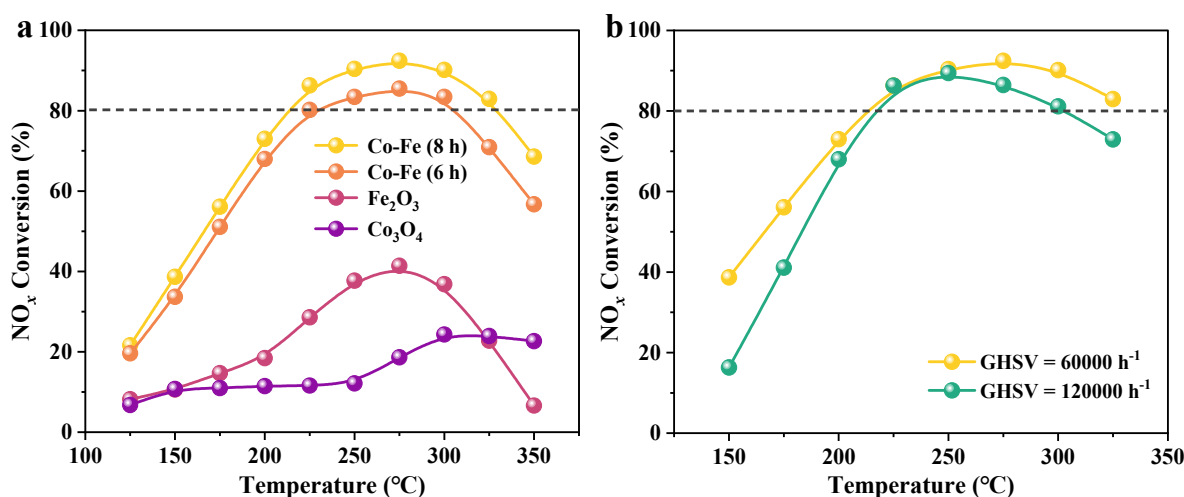 a
100
80
60
40
20
0
NOx Conversion (%)
Co-Fe (8 h)
Co-Fe (6 h)
Fe2O3
Co3O4
100
150
200
250
300
350
Temperature (°C)
b
100
80
60
40
20
0
NOx Conversion (%)
GHSV = 60000 h-1
GHSV = 120000 h-1
150
200
250
300
350
Temperature (°C)